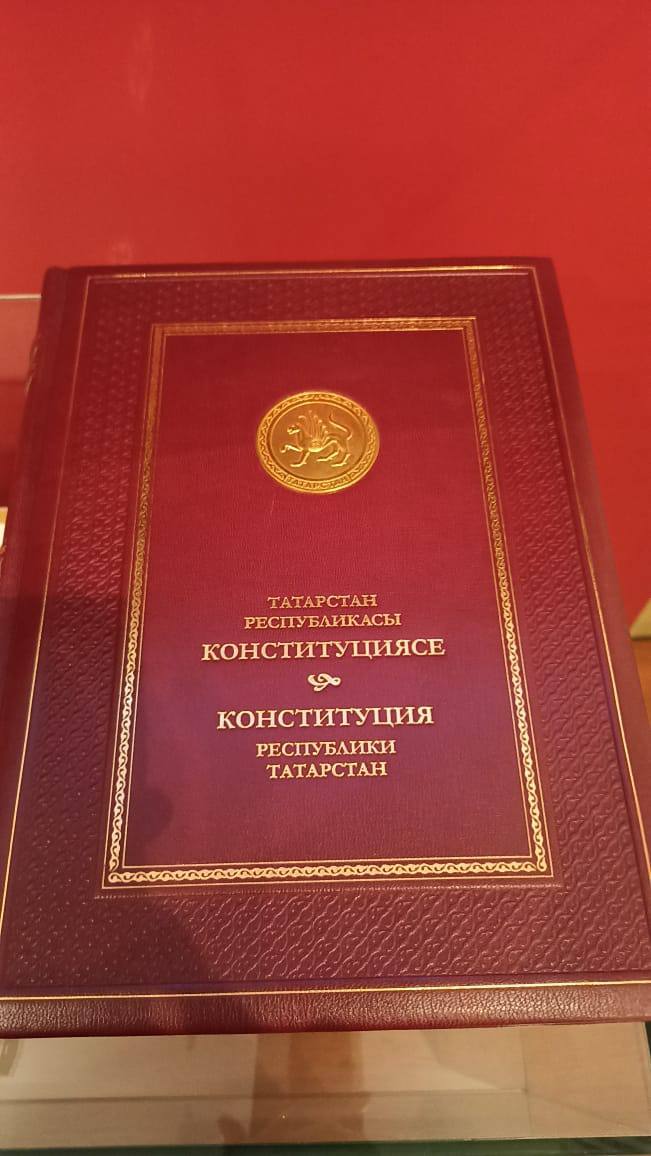 ТАТАРСТАН
ТАТАРСТАН
РЕСПУБЛИКАСЫ
КОНСТИТУЦИЯСЕ
КОНСТИТУЦИЯ
РЕСПУБЛИКИ
ТАТАРСТАН